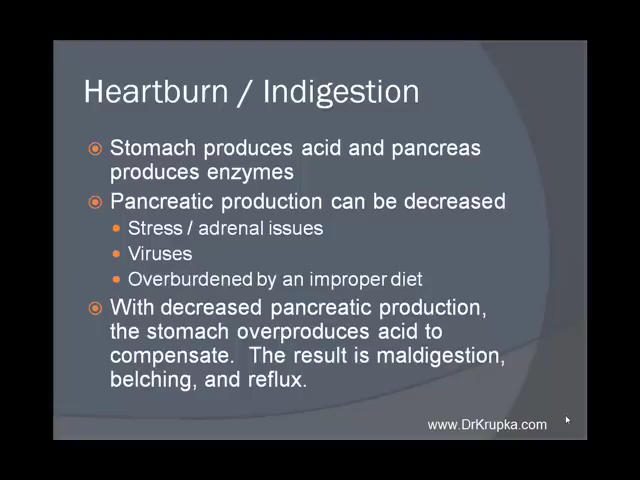 Heartburn / Indigestion
Stomach produces acid and pancreas
produces enzymes
Pancreatic production can be decreased
Stress / adrenal issues
Viruses
Overburdened by an improper diet
With decreased pancreatic production,
the stomach overproduces acid to
compensate.  The result is maldigestion,
belching, and reflux.
www.DrKrupka.com